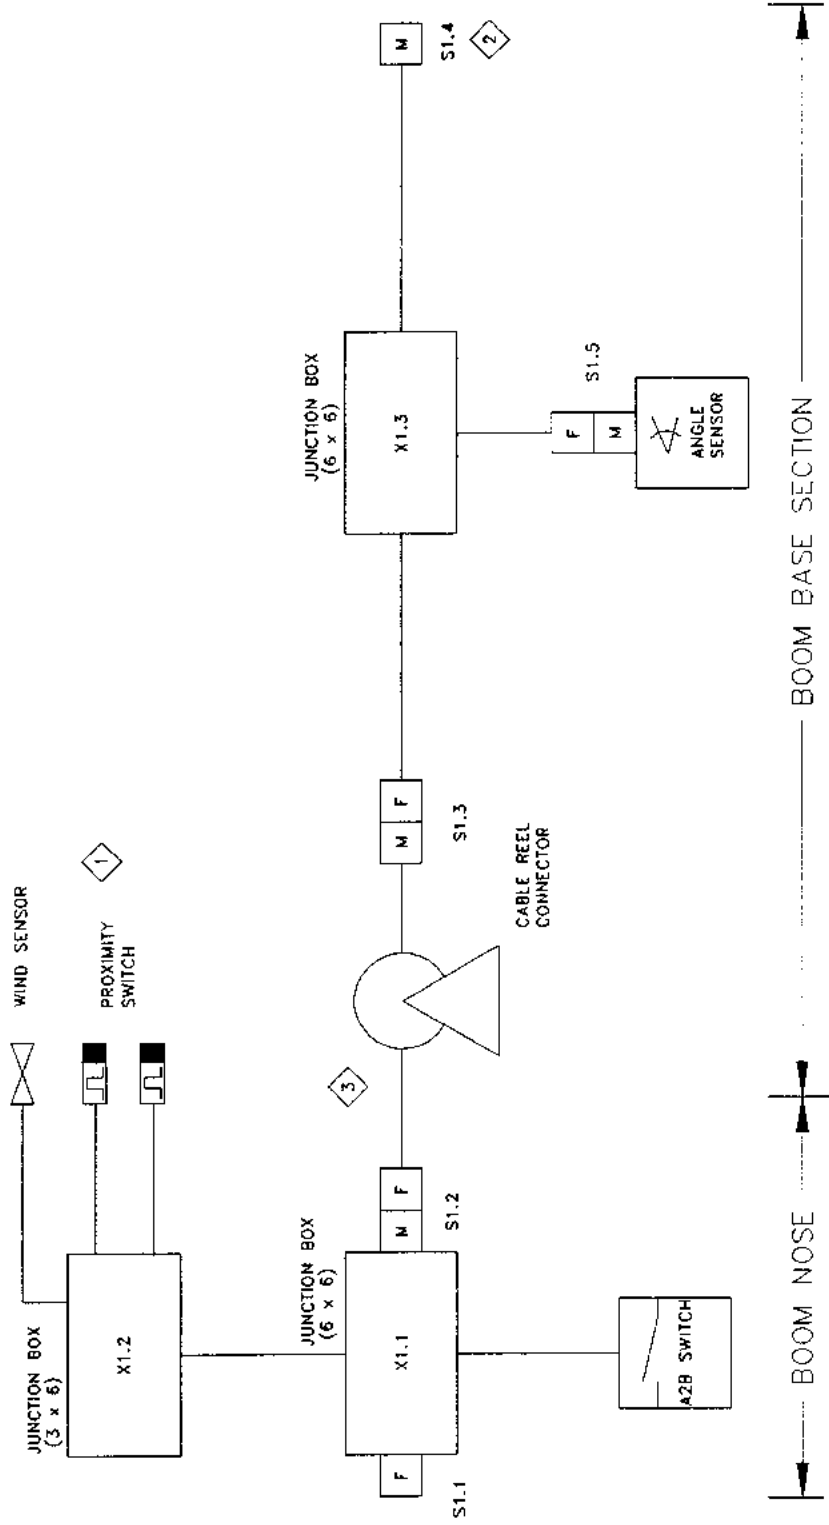 WIND SENSOR
PROXIMITY
SWITCH
1
JUNCTION BOX
(3 x 6)
X1.2
JUNCTION BOX
(6 x 6)
X1.1
F
S1.1
M F
S1.2
A2B SWITCH
3
CABLE REEL
CONNECTOR
M F
S1.3
JUNCTION BOX
(6 x 6)
X1.3
F
M
S1.5
ANGLE
SENSOR
M
S1.4
2
BOOM NOSE
BOOM BASE SECTION